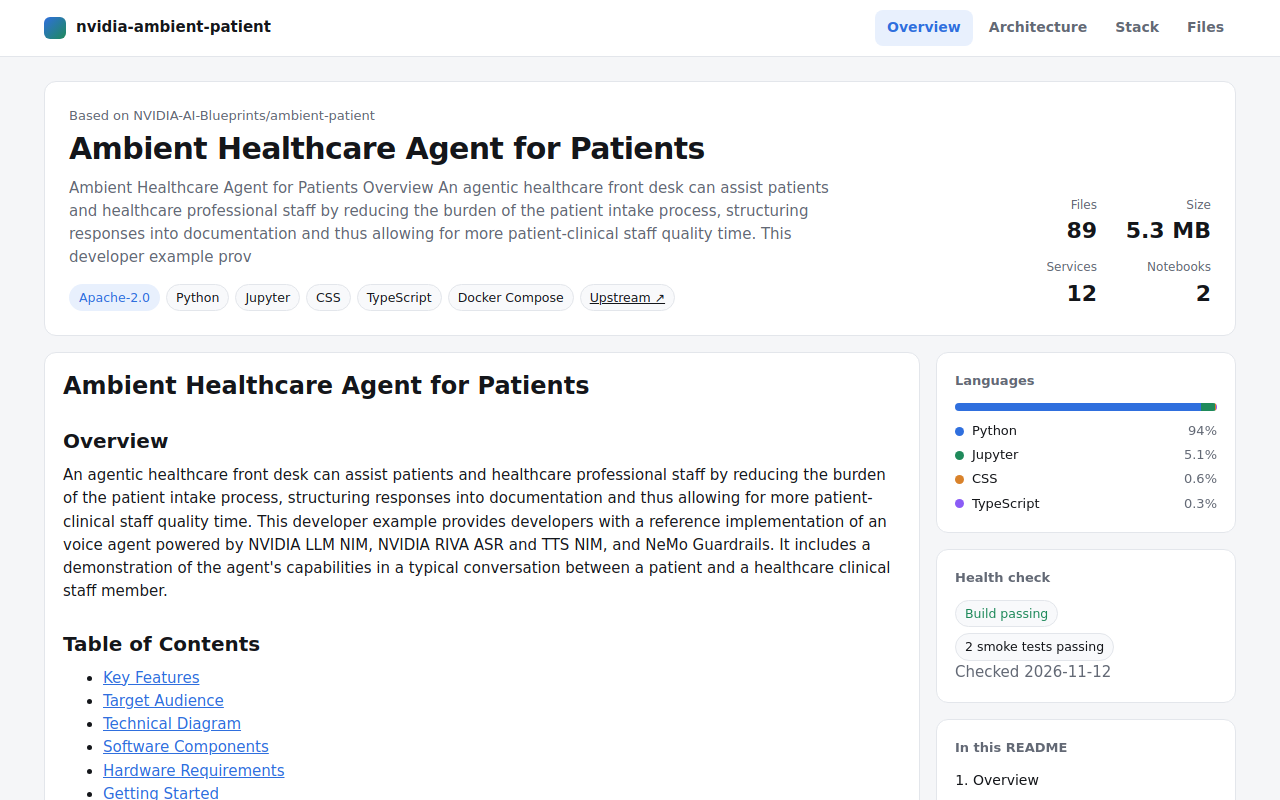 nvidia-ambient-patient
Overview
Architecture
Stack
Files
Based on NVIDIA-AI-Blueprints/ambient-patient
Ambient Healthcare Agent for Patients
Ambient Healthcare Agent for Patients Overview An agentic healthcare front desk can assist patients
and healthcare professional staff by reducing the burden of the patient intake process, structuring
responses into documentation and thus allowing for more patient-clinical staff quality time. This
developer example prov
Apache-2.0
Python
Jupyter
CSS
TypeScript
Docker Compose
Upstream ↗
Files
Size
89
5.3 MB
Services
Notebooks
12
2
Ambient Healthcare Agent for Patients
Overview
An agentic healthcare front desk can assist patients and healthcare professional staff by reducing the burden
of the patient intake process, structuring responses into documentation and thus allowing for more patient-
clinical staff quality time. This developer example provides developers with a reference implementation of an
voice agent powered by NVIDIA LLM NIM, NVIDIA RIVA ASR and TTS NIM, and NeMo Guardrails. It includes a
demonstration of the agent's capabilities in a typical conversation between a patient and a healthcare clinical
staff member.
Table of Contents
Key Features
Target Audience
Technical Diagram
Software Components
Hardware Requirements
Getting Started
Languages
Python 94%
Jupyter 5.1%
CSS 0.6%
TypeScript 0.3%
Health check
Build passing
2 smoke tests passing
Checked 2026-11-12
In this README
1. Overview